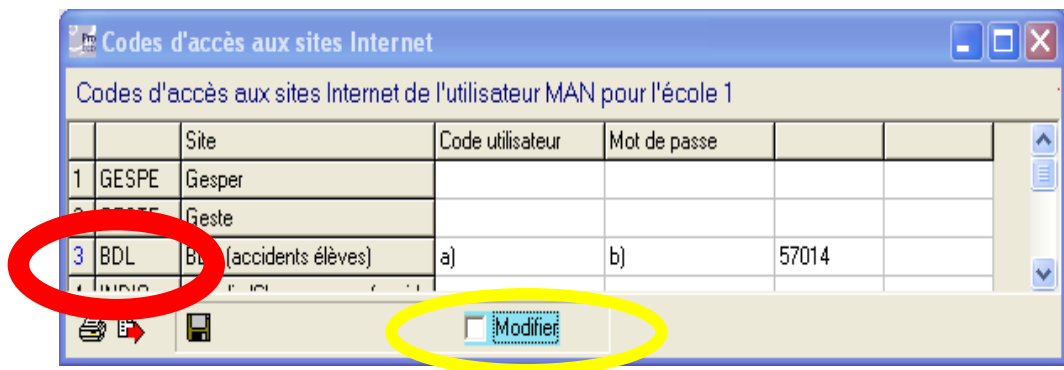 Pro
Codes d'accès aux sites Internet
Codes d'accès aux sites Internet de l'utilisateur MAN pour l'école 1
Site Code utilisateur Mot de passe
1 GESPE Gesper
Geste
3 BDL (accidents élèves) a) b) 57014
Modifier